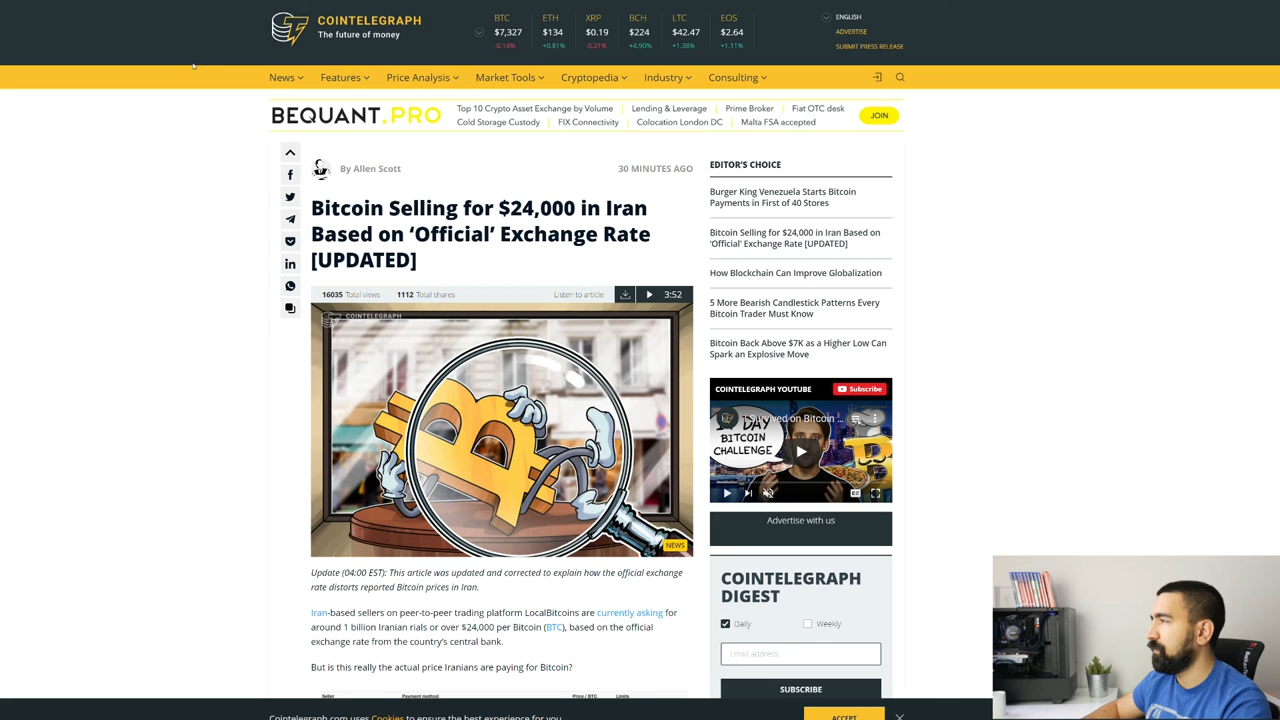 COINTELEGRAPH
The future of money
BTC
$7,327
-0.14%
ETH
$134
+0.81%
XRP
$0.19
-0.21%
BCH
$224
+4.90%
LTC
$42.47
+1.38%
EOS
$2.64
+1.11%
ENGLISH
ADVERTISE
SUBMIT PRESS RELEASE
News
Features
Price Analysis
Market Tools
Cryptopedia
Industry
Consulting
BEQUANT.PRO
Top 10 Crypto Asset Exchange by Volume | Lending & Leverage | Prime Broker | Fiat OTC desk
Cold Storage Custody | FIX Connectivity | Colocation London DC | Malta FSA accepted
JOIN
By Allen Scott
30 MINUTES AGO
Bitcoin Selling for $24,000 in Iran
Based on ‘Official’ Exchange Rate
[UPDATED]
16035 Total views
1112 Total shares
Listen to article
3:52
COINTELEGRAPH
NEWS
Update (04:00 EST): This article was updated and corrected to explain how the official exchange
rate distorts reported Bitcoin prices in Iran.
Iran-based sellers on peer-to-peer trading platform LocalBitcoins are currently asking for
around 1 billion Iranian rials or over $24,000 per Bitcoin (BTC), based on the official
exchange rate from the country’s central bank.
But is this really the actual price Iranians are paying for Bitcoin?
Seller
Payment method
Price / BTC
Limits
EDITOR’S CHOICE
Burger King Venezuela Starts Bitcoin
Payments in First of 40 Stores
Bitcoin Selling for $24,000 in Iran Based on
‘Official’ Exchange Rate [UPDATED]
How Blockchain Can Improve Globalization
5 More Bearish Candlestick Patterns Every
Bitcoin Trader Must Know
Bitcoin Back Above $7K as a Higher Low Can
Spark an Explosive Move
COINTELEGRAPH YOUTUBE
Subscribe
I Survived on Bitcoin ...
DAY
BITCOIN
CHALLENGE
Advertise with us
COINTELEGRAPH
DIGEST
Daily
Weekly
Email address
SUBSCRIBE
Cointelegraph.com uses Cookies to ensure the best experience for you
ACCEPT